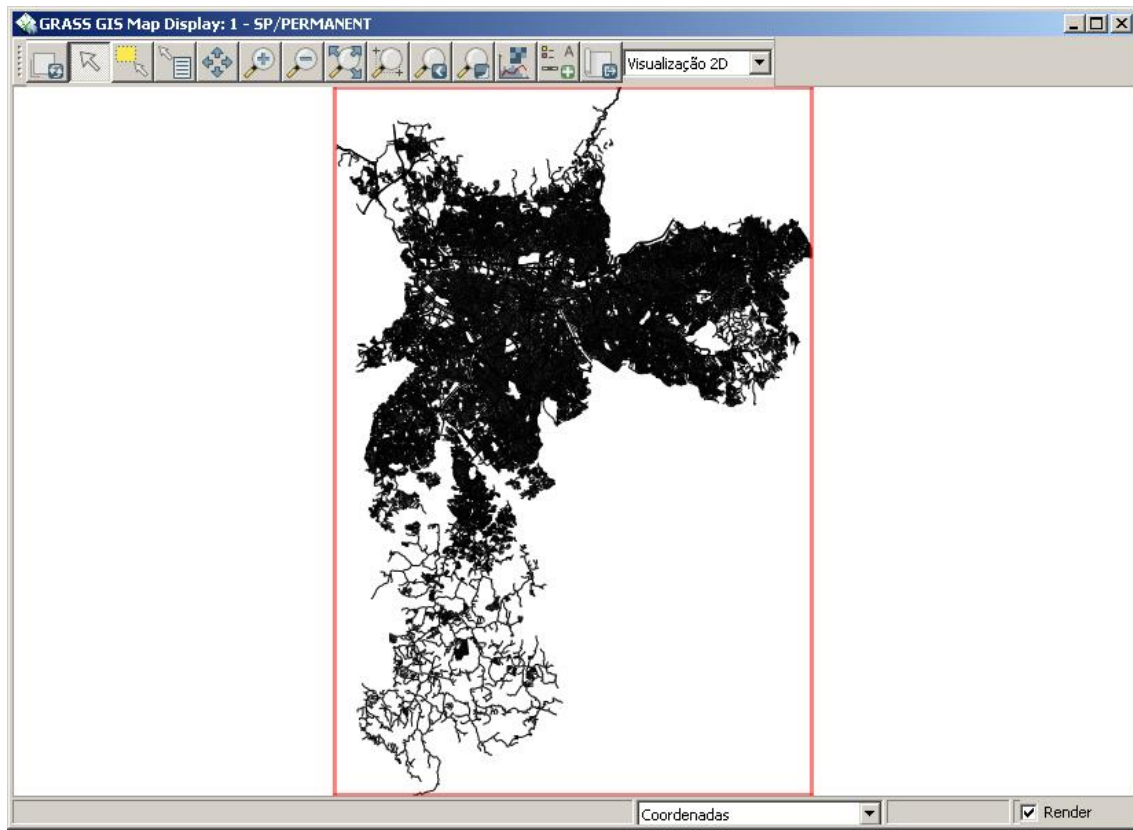 GRASS GIS Map Display: 1 - SP/PERMANENT
Visualização 2D
Coordenadas
Render